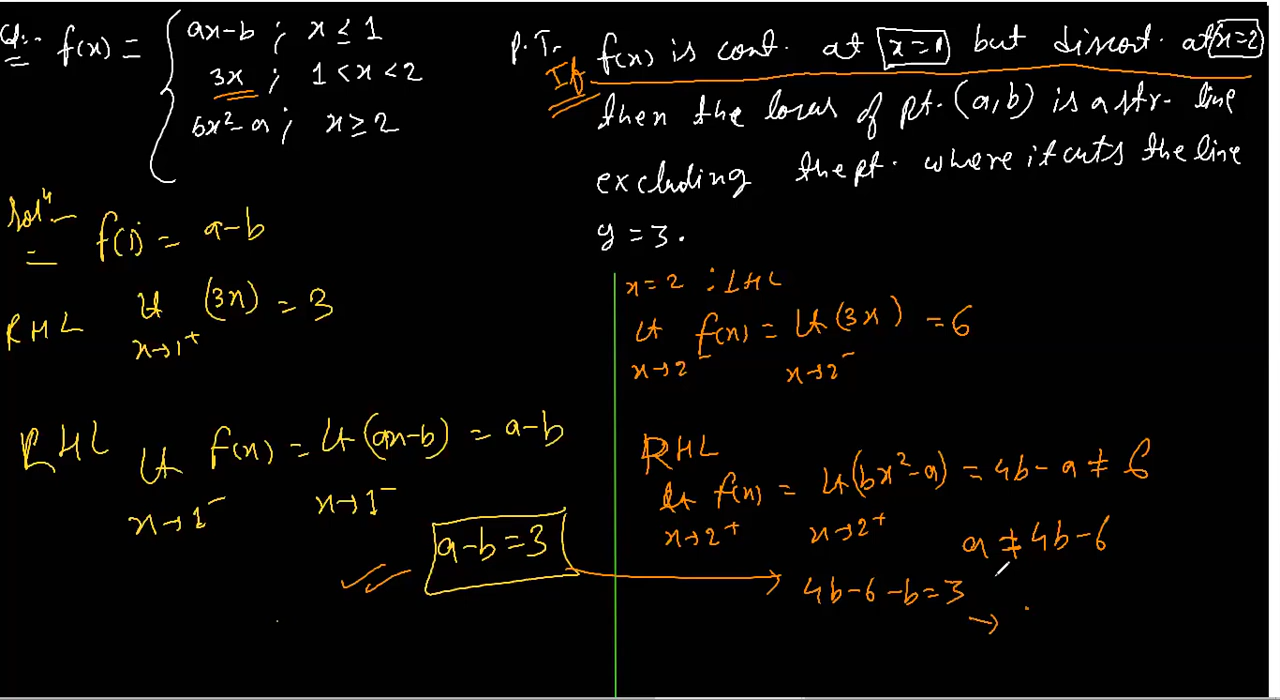 Q:- f(x) = { ax-b ; x ≤ 1
3x ; 1 < x < 2
bx²-a ; x ≥ 2
P.T. If f(x) is cont. at x=1 but discont. at x=2
then the locus of pt. (a,b) is a str. line
excluding the pt. where it cuts the line
y = 3.
Solⁿ- f(1) = a-b
RHL Lt x→1⁺ (3x) = 3
RHL Lt x→1⁻ f(x) = Lt x→1⁻ (ax-b) = a-b
a-b=3
x=2 : LHL
Lt x→2⁻ f(x) = Lt x→2⁻ (3x) = 6
RHL
Lt x→2⁺ f(x) = Lt x→2⁺ (bx²-a) = 4b-a ≠ 6
a ≠ 4b-6
4b-6-b=3
→